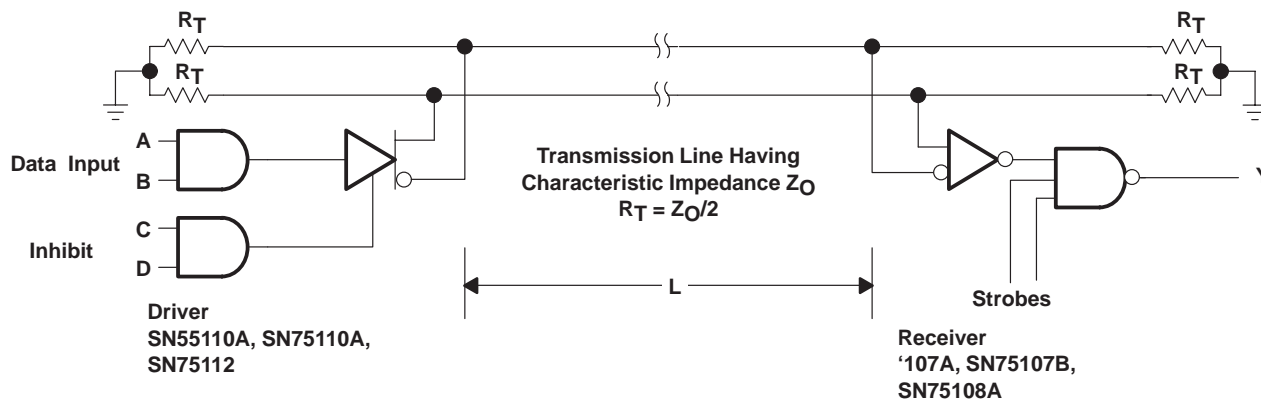 RT
RT
RT
RT
A
B
Data Input
C
D
Inhibit
Transmission Line Having
Characteristic Impedance ZO
RT = ZO/2
L
Strobes
Driver
SN55110A, SN75110A,
SN75112
Receiver
‘107A, SN75107B,
SN75108A